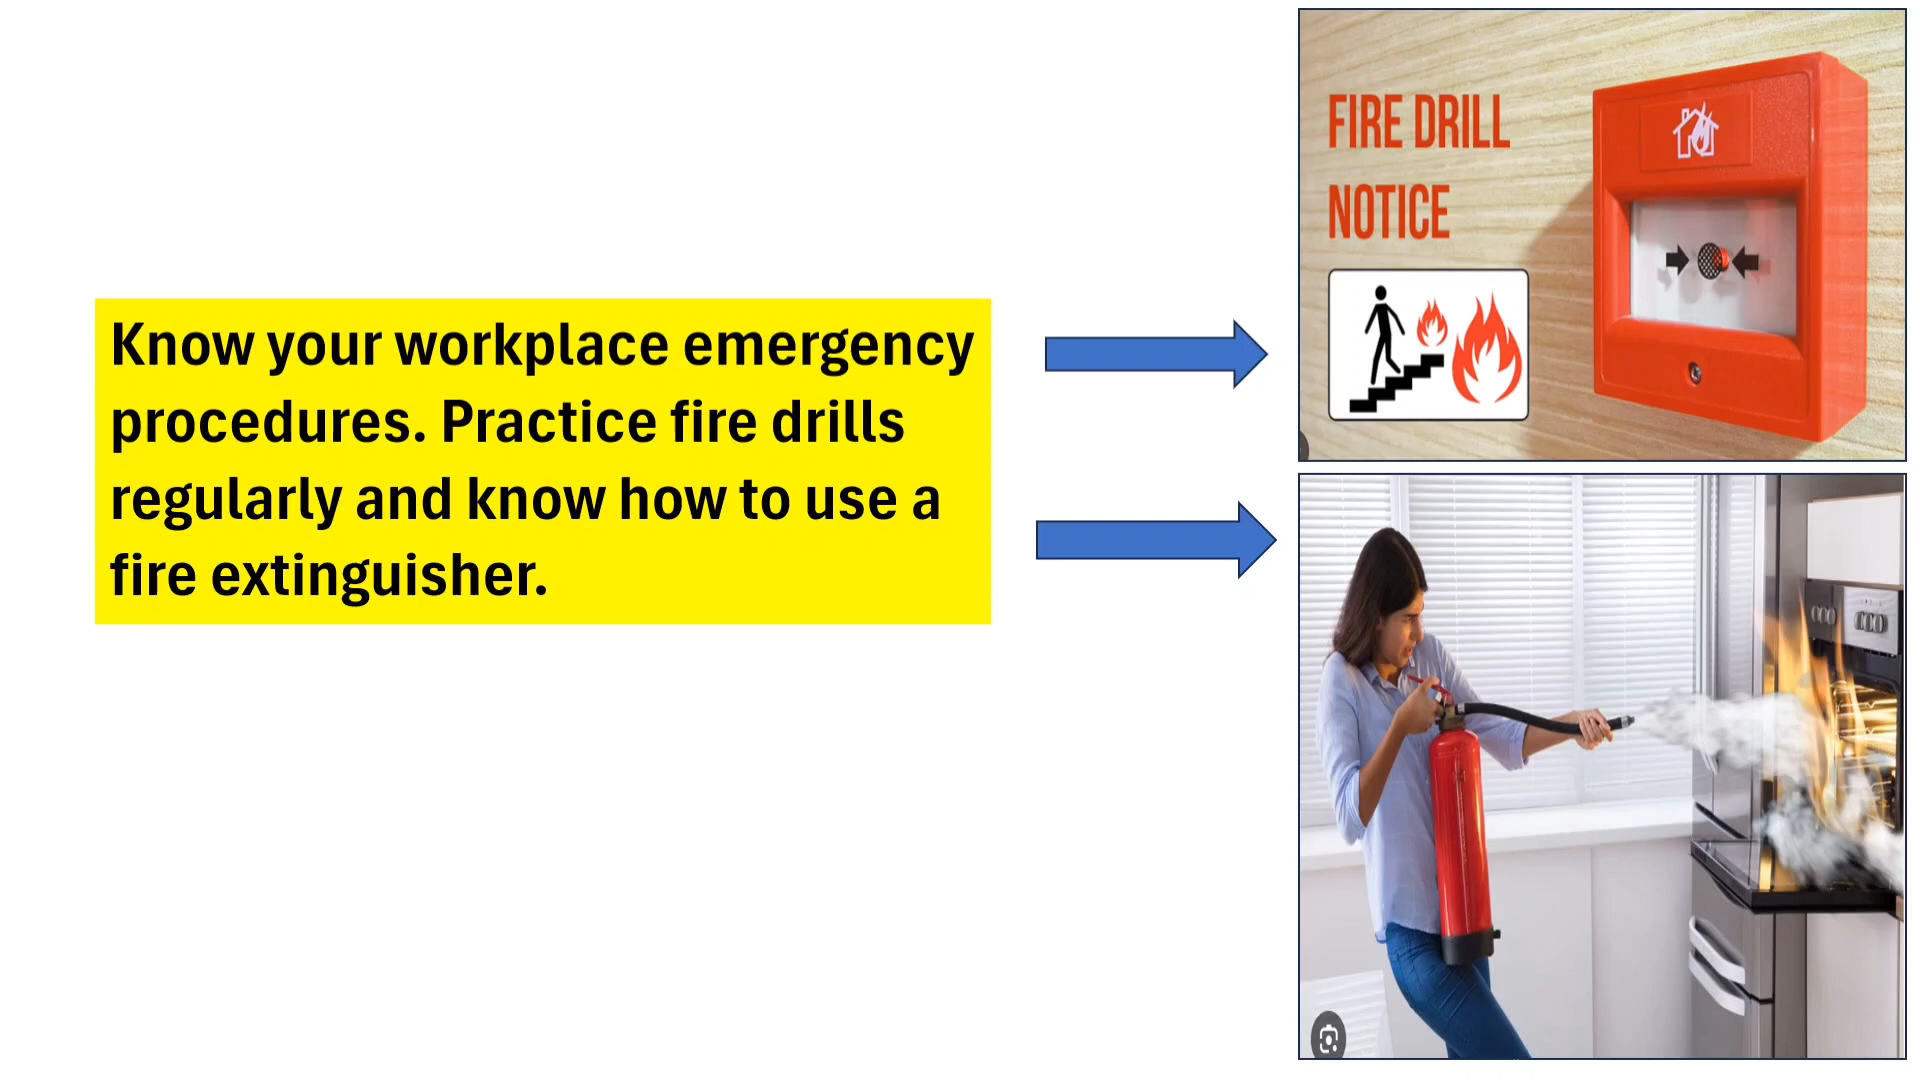 Know your workplace emergency
procedures. Practice fire drills
regularly and know how to use a
fire extinguisher.
FIRE DRILL
NOTICE